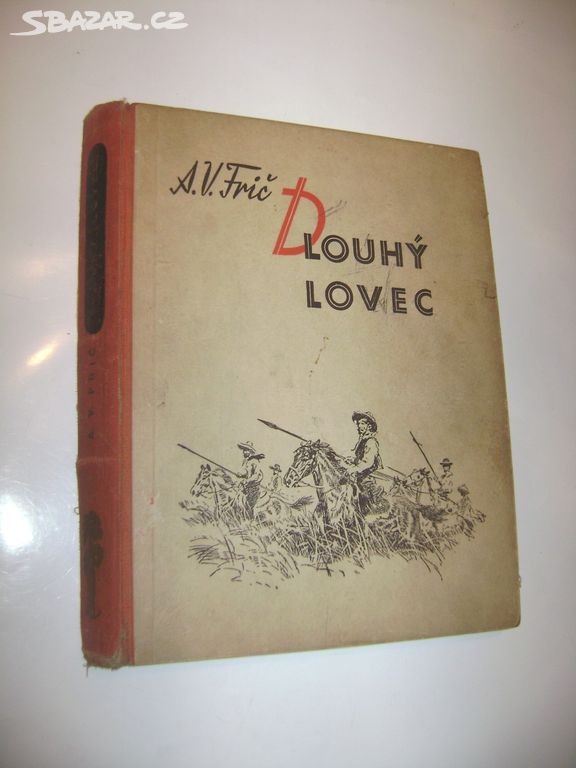 SBAZAR.CZ
A.V. Frič
DLOUHÝ
LOVEC
A. V. FRIČ